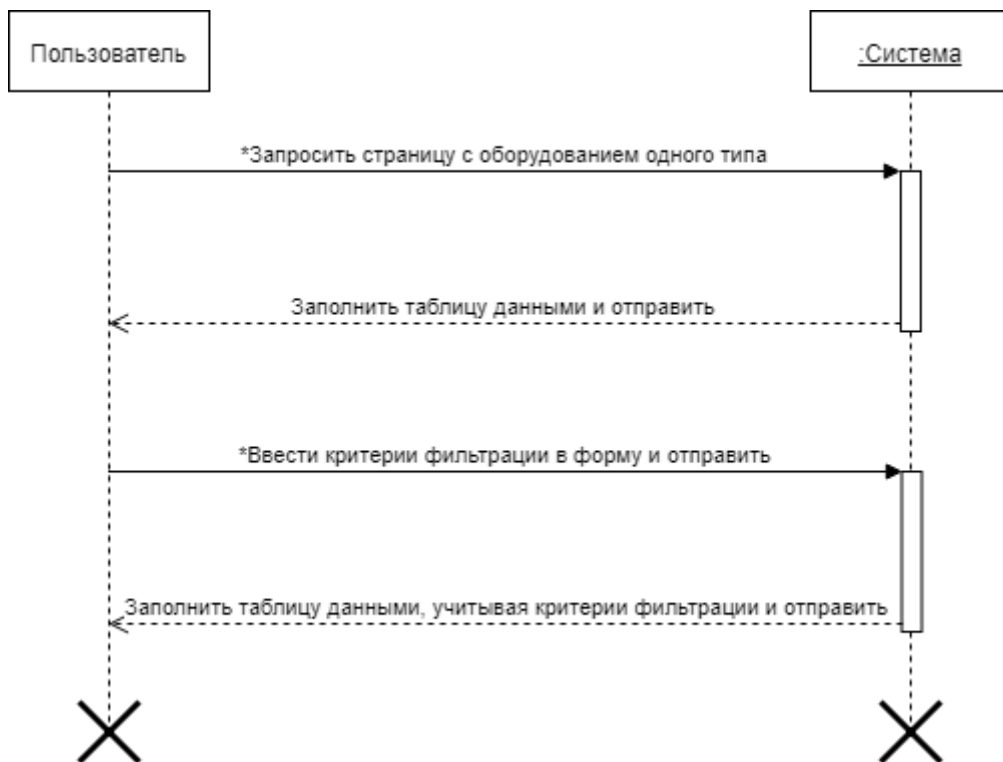 Пользователь
:Система
*Запросить страницу с оборудованием одного типа
Заполнить таблицу данными и отправить
*Ввести критерии фильтрации в форму и отправить
Заполнить таблицу данными, учитывая критерии фильтрации и отправить